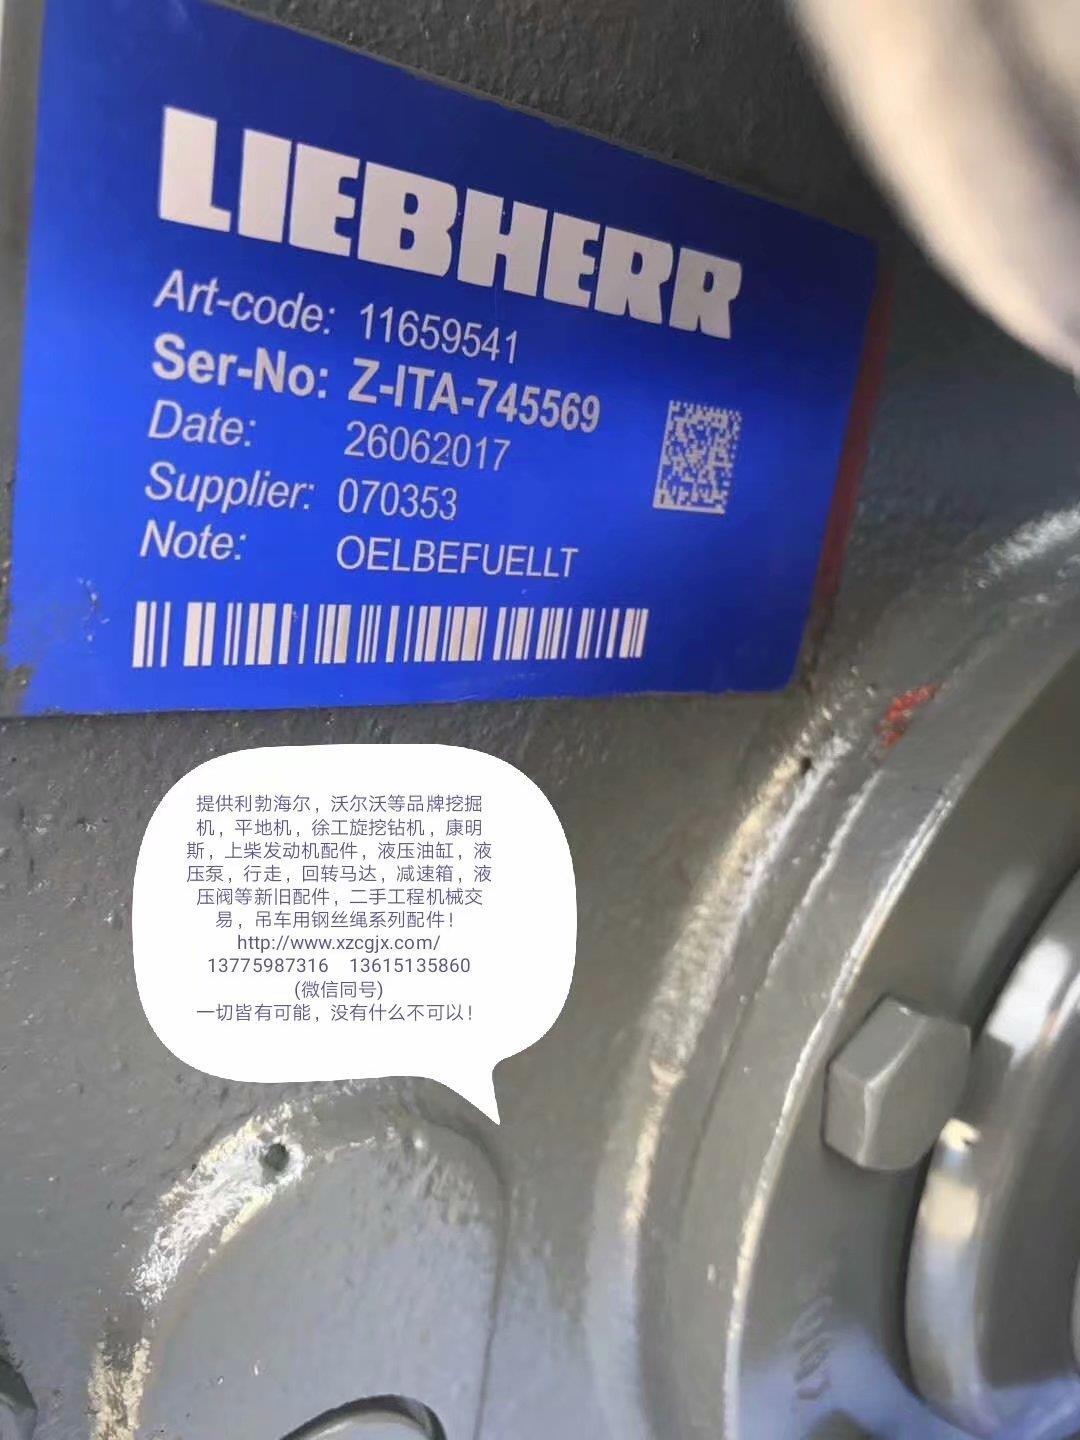 LIEBHERR
Art-code: 11659541
Ser-No: Z-ITA-745569
Date: 26062017
Supplier: 070353
Note: OELBEFUELLT
提供利勃海尔，沃尔沃等品牌挖掘
机，平地机，徐工旋挖钻机，康明
斯，上柴发动机配件，液压油缸，液
压泵，行走，回转马达，减速箱，液
压阀等新旧配件，二手工程机械交
易，吊车用钢丝绳系列配件！
http://www.xzcgjx.com/
13775987316 13615135860
(微信同号)
一切皆有可能，没有什么不可以！